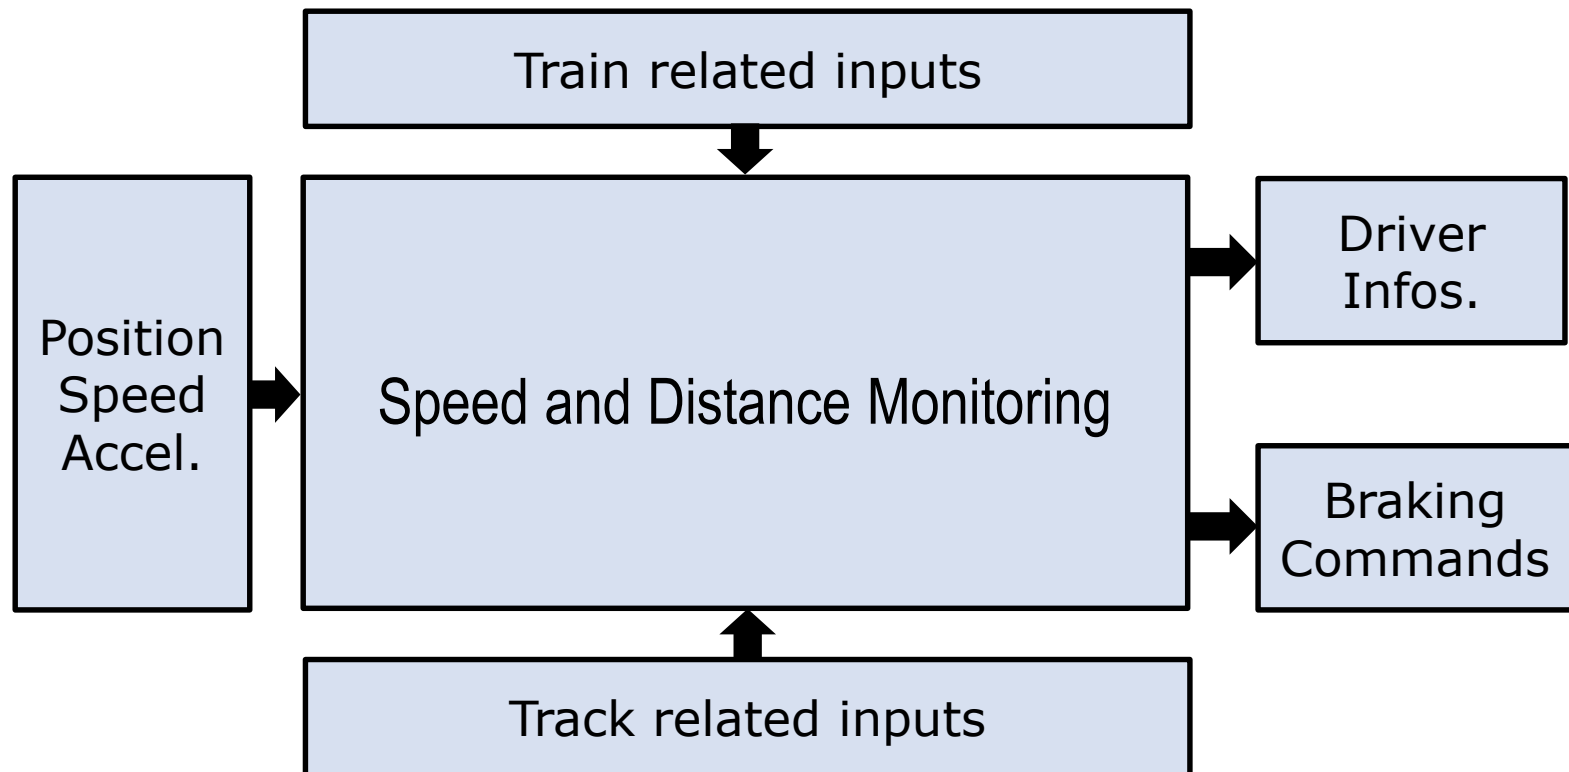 Train related inputs
Position
Speed
Accel.
Speed and Distance Monitoring
Driver
Infos.
Braking
Commands
Track related inputs